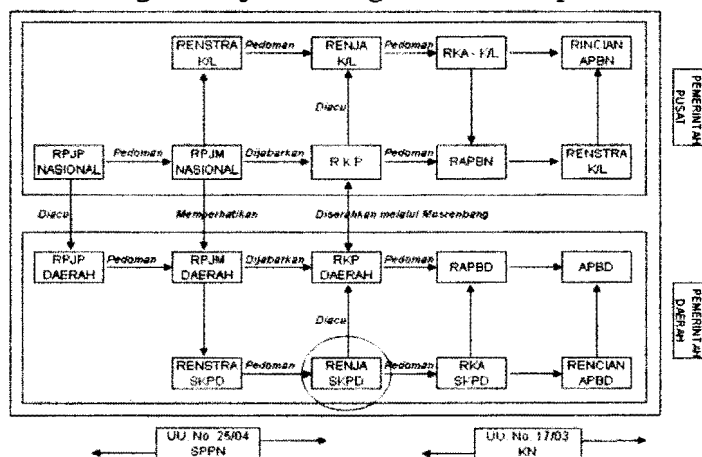 RENSTRA K/L
Pedoman
RENJA K/L
Pedoman
RKA - K/L
RINCIAN APBN
Diacu
PEMERINTAH PUSAT
RPJP NASIONAL
Pedoman
RPJM NASIONAL
Dijabarkan
RKP
Pedoman
RAPBN
RENSTRA K/L
Diacu
Memperhatikan
Diserahkan melalui Musrenbang
RPJP DAERAH
Pedoman
RPJM DAERAH
Dijabarkan
RKP DAERAH
Pedoman
RAPBD
APBD
Diacu
PEMERINTAH DAERAH
RENSTRA SKPD
Pedoman
RENJA SKPD
Pedoman
RKA SKPD
RENCIAN APBD
UU. No. 25/04 SPPN
UU. No. 17/03 KN